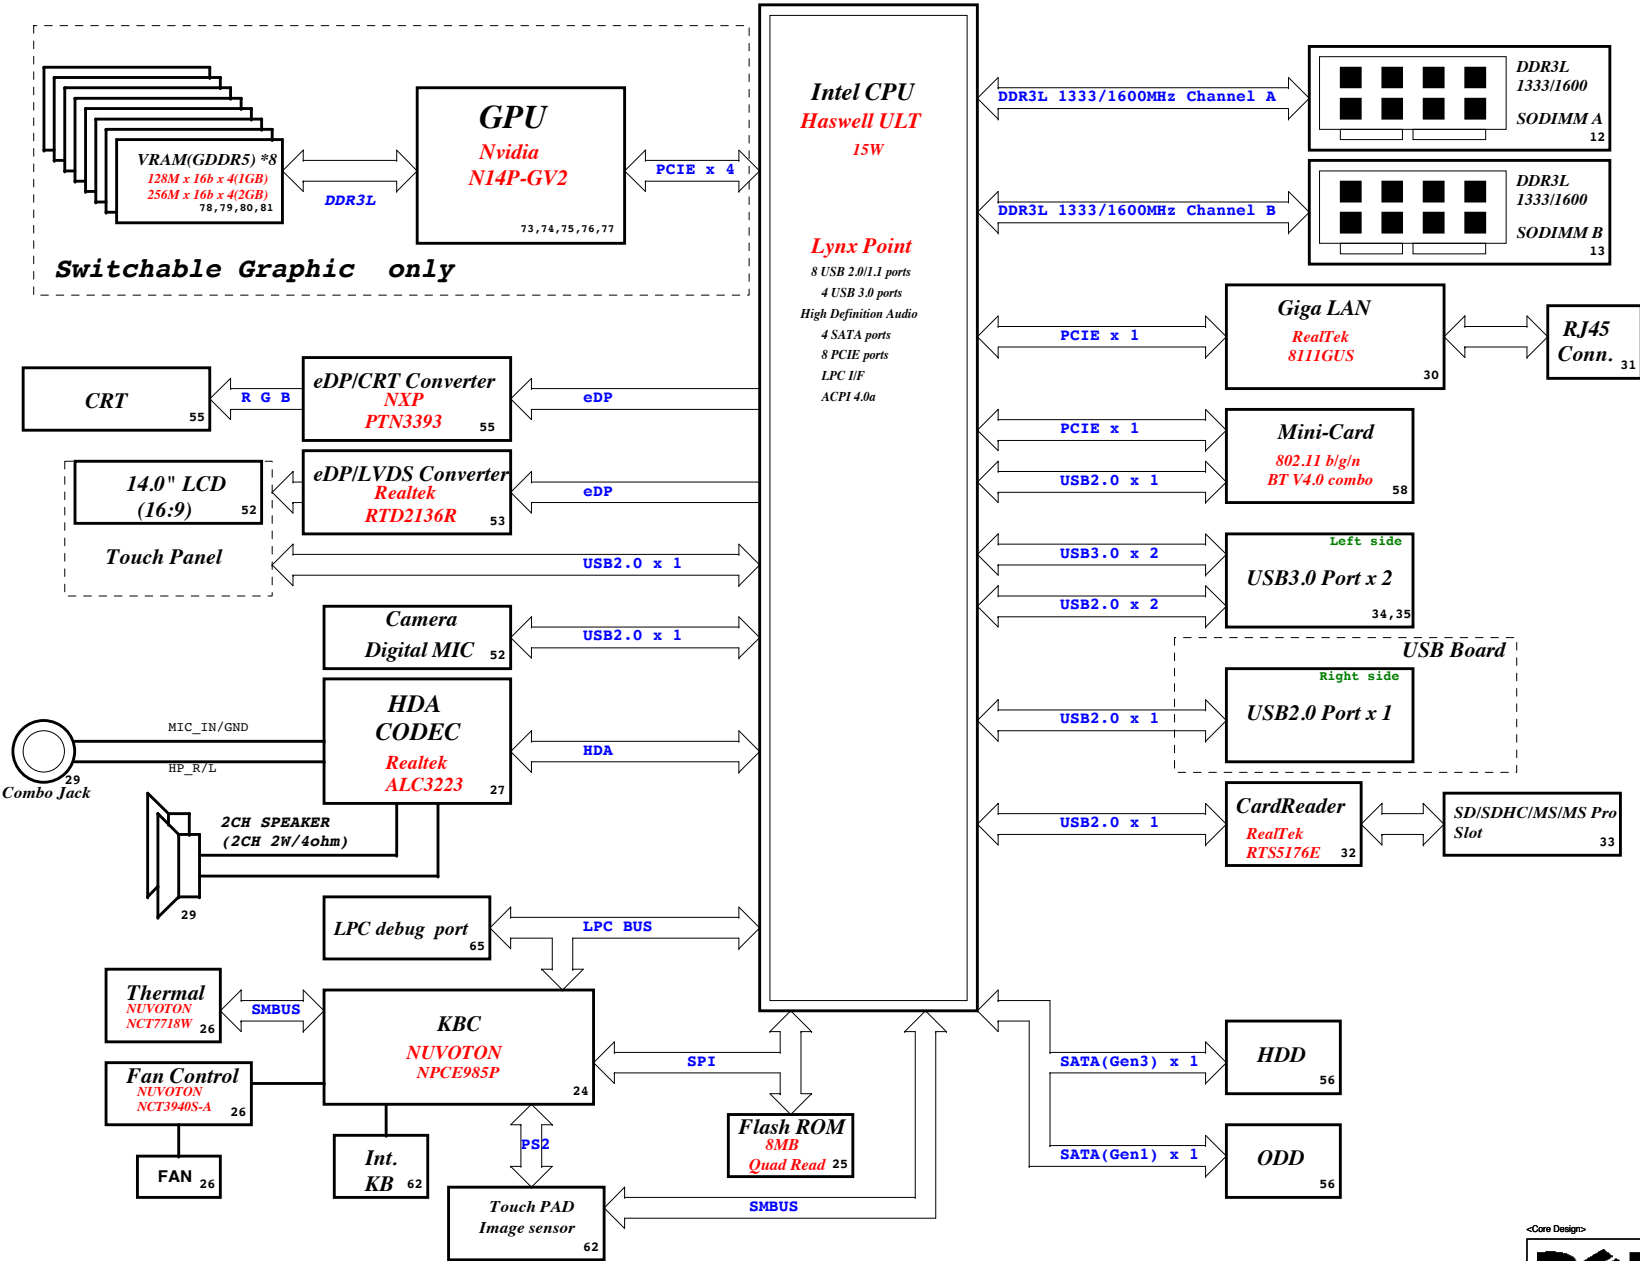 VRAM(GDDR5) *8
128M x 16b x 4(1GB)
256M x 16b x 4(2GB)
78,79,80,81
DDR3L
GPU
Nvidia
N14P-GV2
73,74,75,76,77
PCIE x 4
Switchable Graphic only
Intel CPU
Haswell ULT
15W
Lynx Point
8 USB 2.0/1.1 ports
4 USB 3.0 ports
High Definition Audio
4 SATA ports
8 PCIE ports
LPC I/F
ACPI 4.0a
DDR3L 1333/1600MHz Channel A
DDR3L
1333/1600
SODIMM A
12
DDR3L 1333/1600MHz Channel B
DDR3L
1333/1600
SODIMM B
13
PCIE x 1
Giga LAN
RealTek
8111GUS
30
RJ45
Conn.
31
CRT
55
R G B
eDP/CRT Converter
NXP
PTN3393
55
eDP
14.0" LCD
(16:9)
52
Touch Panel
eDP/LVDS Converter
Realtek
RTD2136R
53
eDP
USB2.0 x 1
PCIE x 1
USB2.0 x 1
Mini-Card
802.11 b/g/n
BT V4.0 combo
58
USB3.0 x 2
USB2.0 x 2
Left side
USB3.0 Port x 2
34,35
Camera
Digital MIC
52
USB2.0 x 1
USB Board
Right side
USB2.0 Port x 1
USB2.0 x 1
HDA
CODEC
Realtek
ALC3223
27
HDA
MIC_IN/GND
HP_R/L
29
Combo Jack
2CH SPEAKER
(2CH 2W/4ohm)
29
USB2.0 x 1
CardReader
RealTek
RTS5176E
32
SD/SDHC/MS/MS Pro
Slot
33
LPC debug port
65
LPC BUS
Thermal
NUVOTON
NCT7718W
26
SMBUS
KBC
NUVOTON
NPCE985P
24
SPI
Fan Control
NUVOTON
NCT3940S-A
26
FAN
26
Int.
KB
62
PS2
Flash ROM
8MB
Quad Read
25
Touch PAD
Image sensor
62
SMBUS
SATA(Gen3) x 1
HDD
56
SATA(Gen1) x 1
ODD
56
<Core Design>